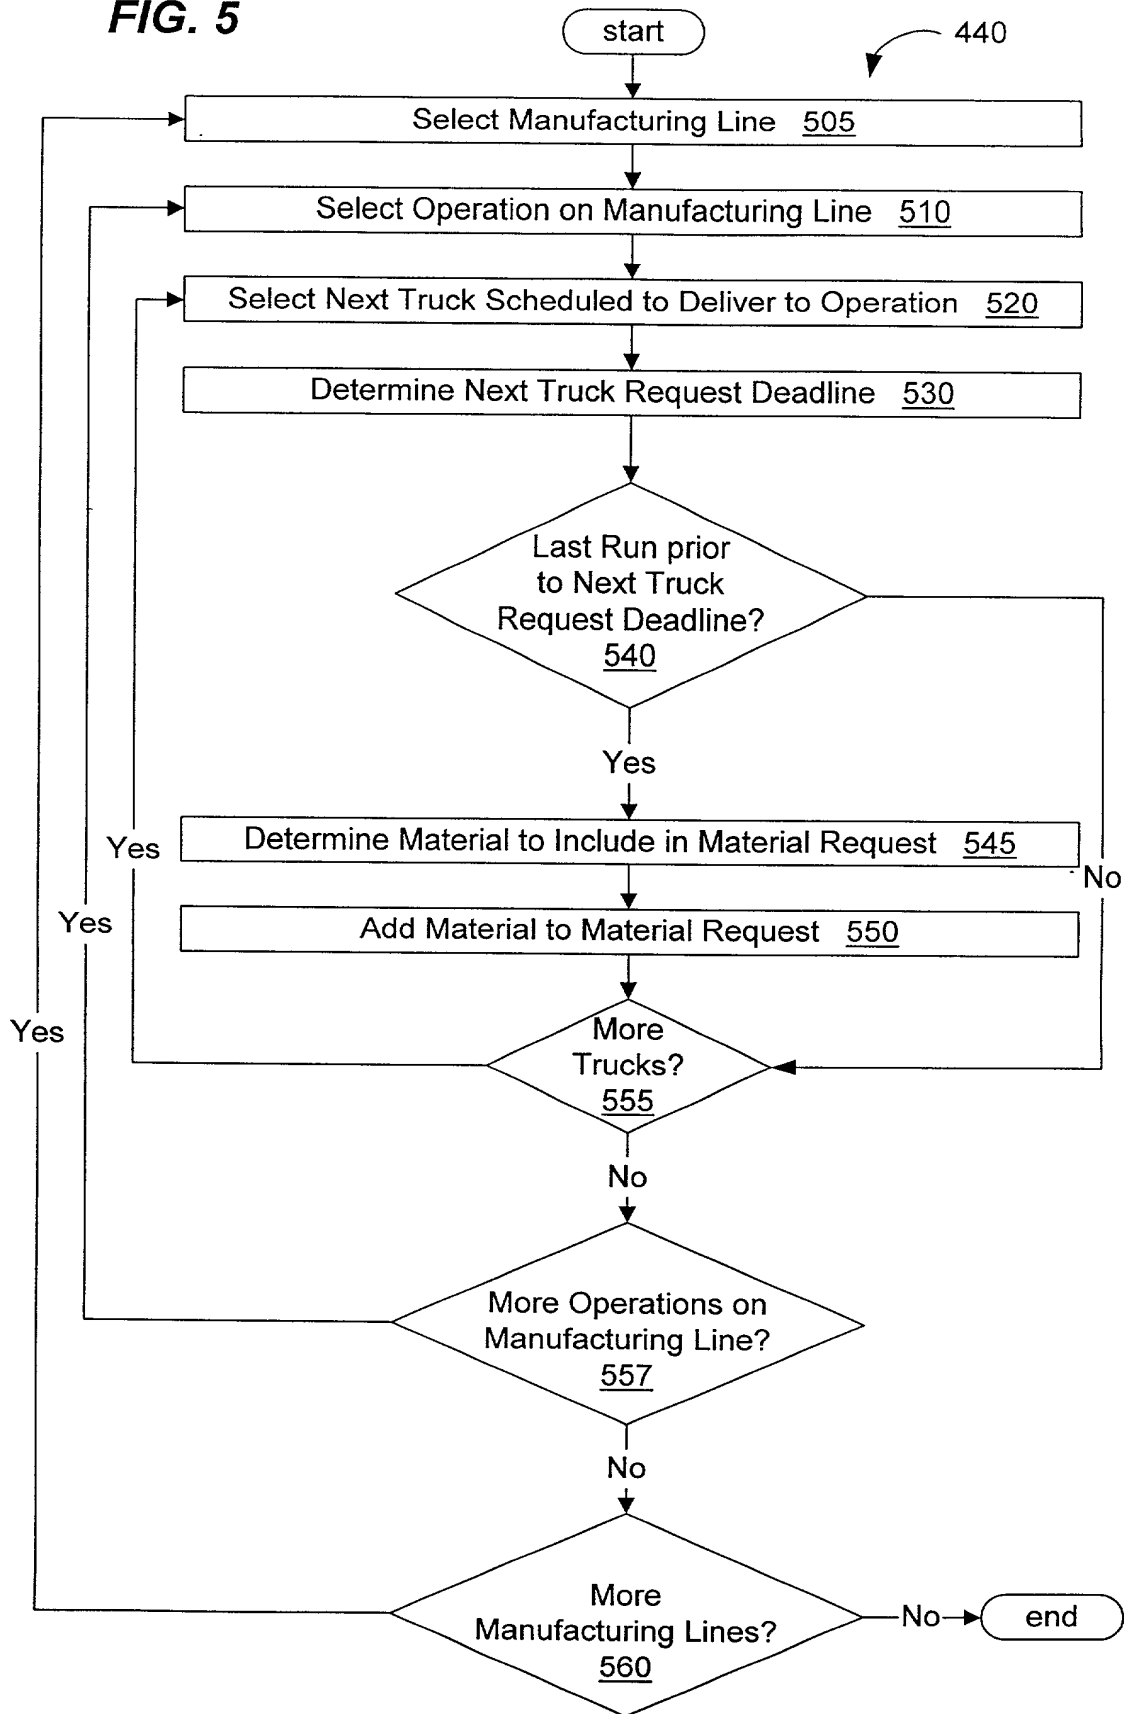 FIG. 5
start
440
Select Manufacturing Line 505
Select Operation on Manufacturing Line 510
Select Next Truck Scheduled to Deliver to Operation 520
Determine Next Truck Request Deadline 530
Last Run prior
to Next Truck
Request Deadline?
540
Yes
Determine Material to Include in Material Request 545
Yes
No
Add Material to Material Request 550
Yes
More
Trucks?
555
Yes
No
More Operations on
Manufacturing Line?
557
No
More
Manufacturing Lines?
560
No
end